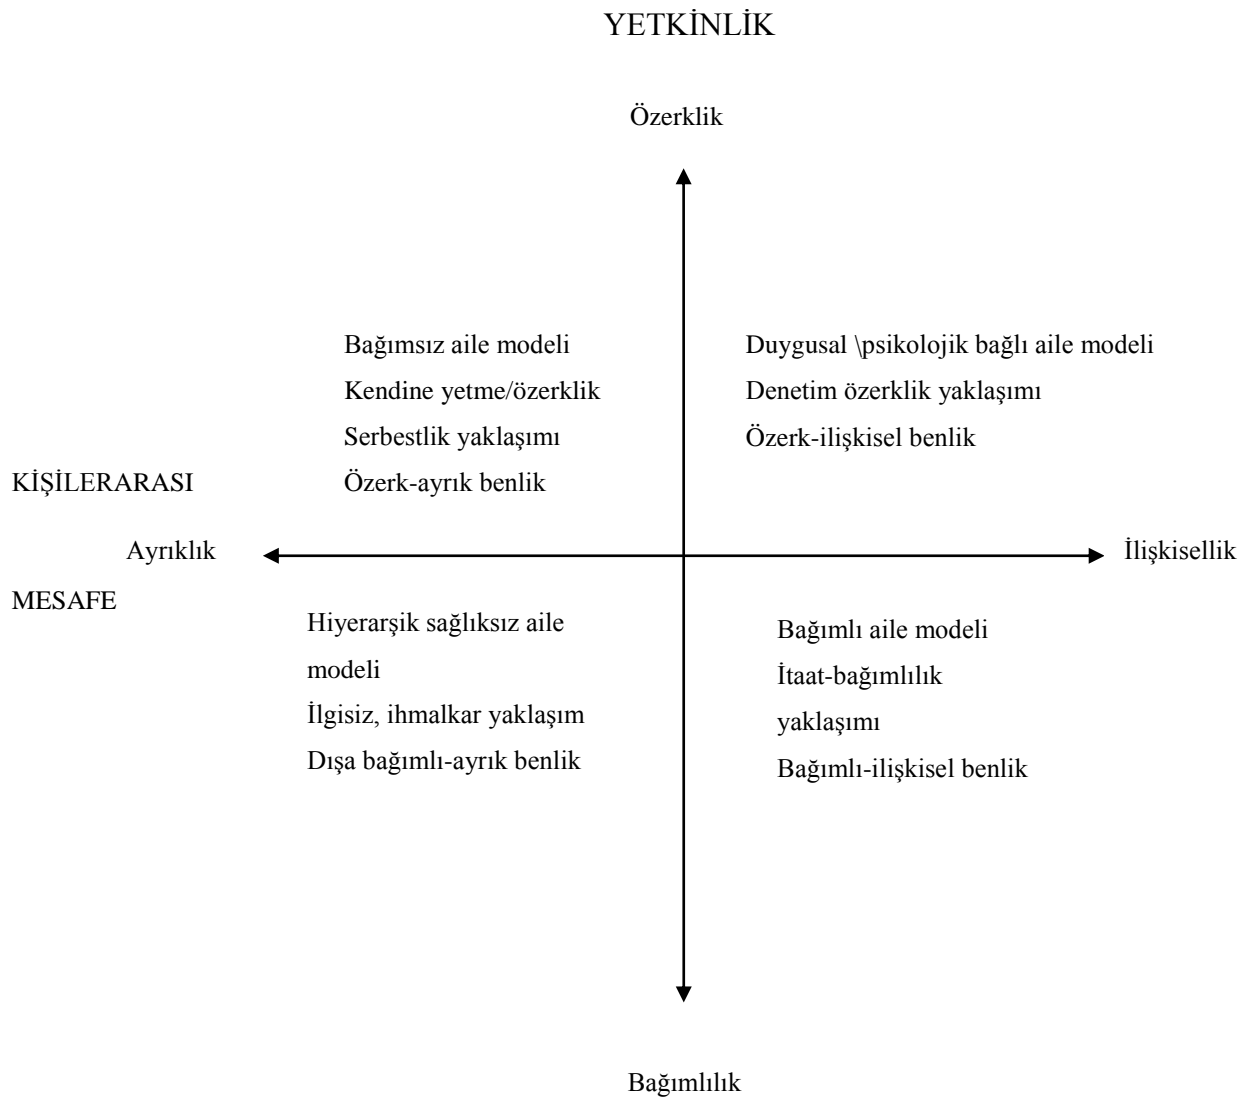 YETKİNLİK
Özerklik
Bağımsız aile modeli
Kendine yetme/özerklik
Serbestlik yaklaşımı
Özerk-ayrık benlik
Duygusal \psikolojik bağlı aile modeli
Denetim özerklik yaklaşımı
Özerk-ilişkisel benlik
KİŞİLERARASI
Ayrıklık
İlişkisellik
MESAFE
Hiyerarşik sağlıksız aile
modeli
İlgisiz, ihmalkar yaklaşım
Dışa bağımlı-ayrık benlik
Bağımlı aile modeli
İtaat-bağımlılık
yaklaşımı
Bağımlı-ilişkisel benlik
Bağımlılık